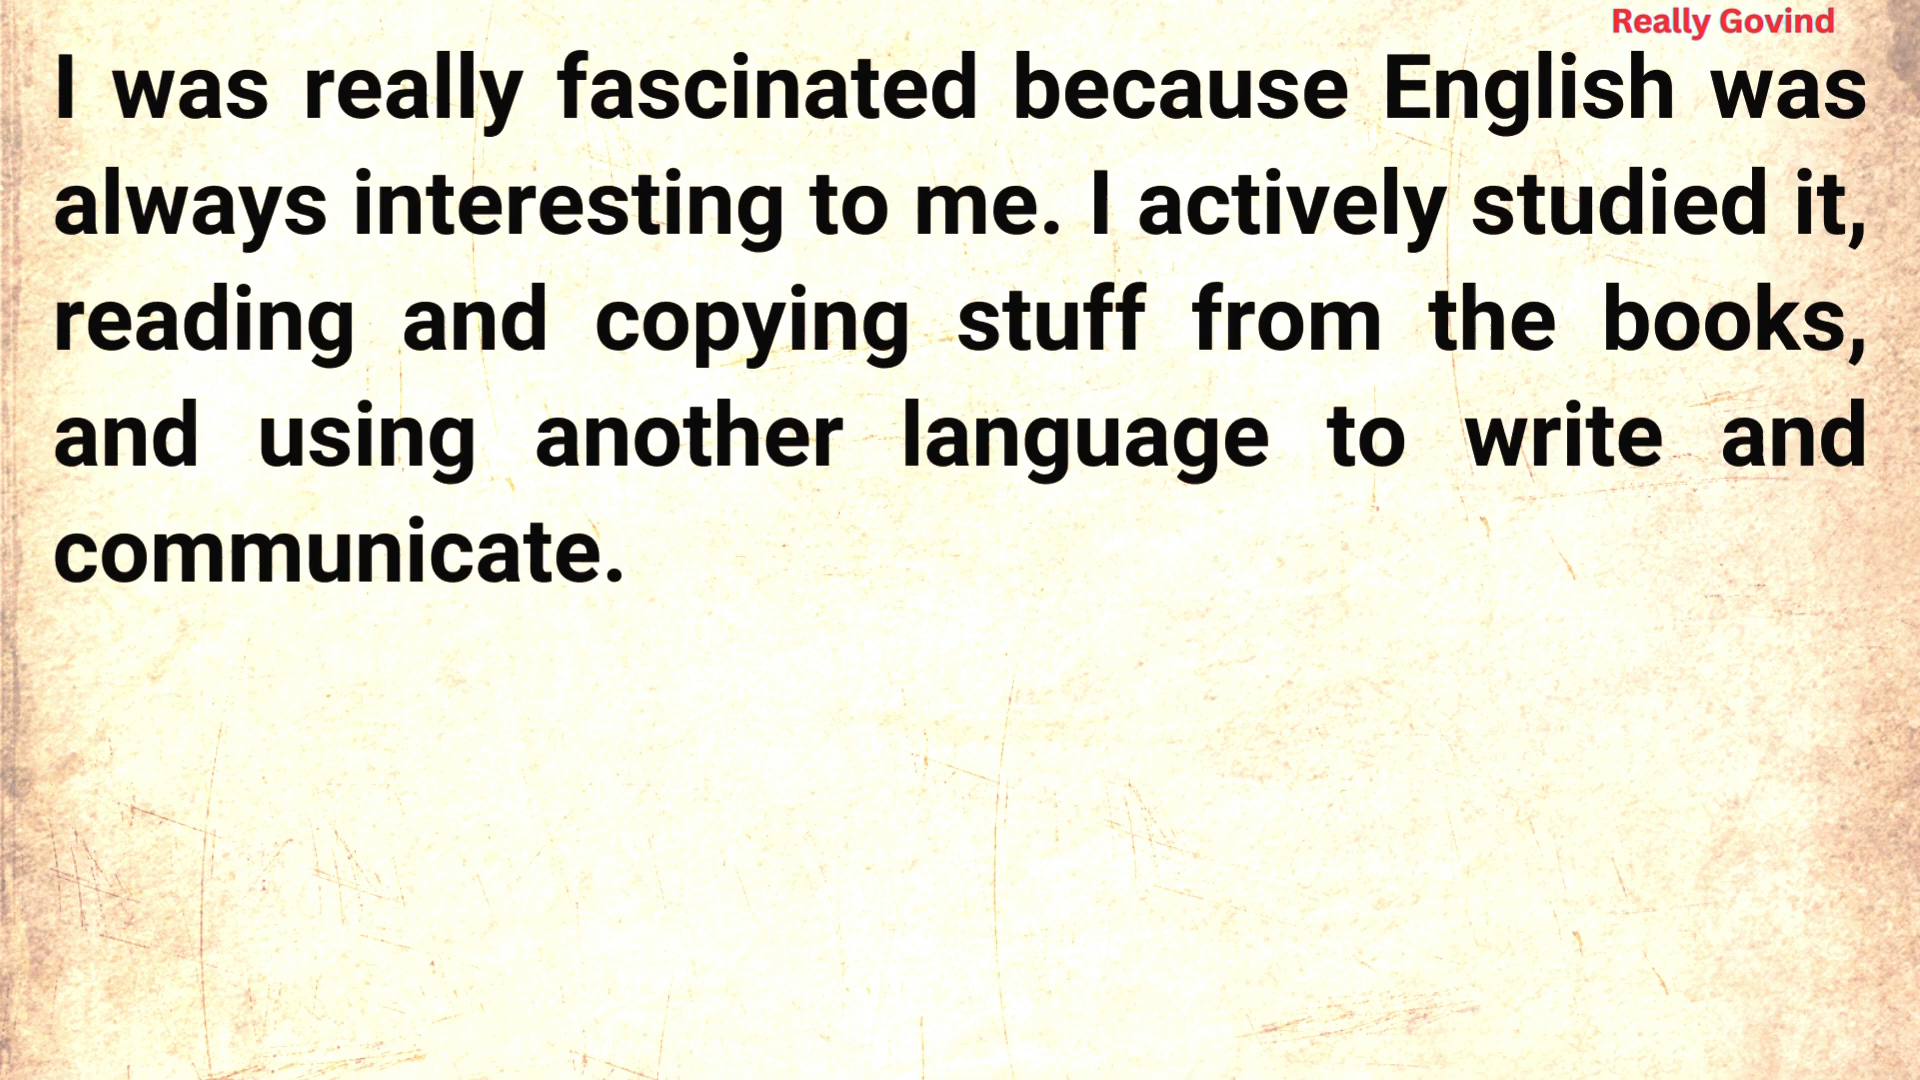 Really Govind
I was really fascinated because English was
always interesting to me. I actively studied it,
reading and copying stuff from the books,
and using another language to write and
communicate.